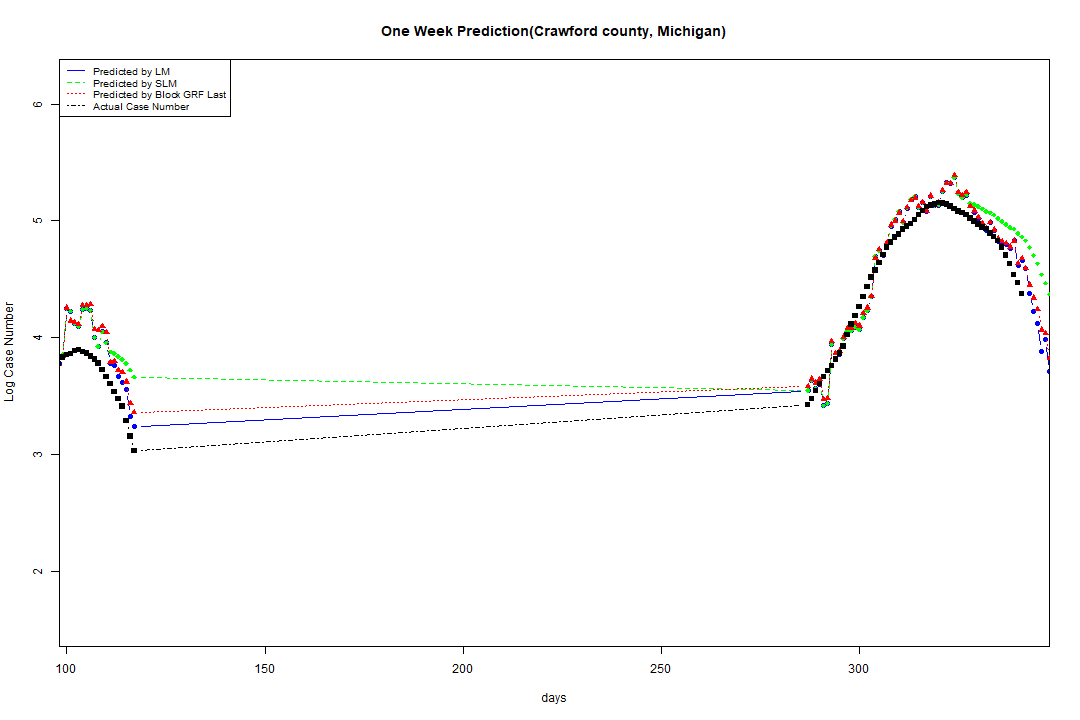 One Week Prediction(Crawford county, Michigan)
Predicted by LM
Predicted by SLM
Predicted by Block GRF Last
Actual Case Number
Log Case Number
6
5
4
3
2
100 150 200 250 300
days